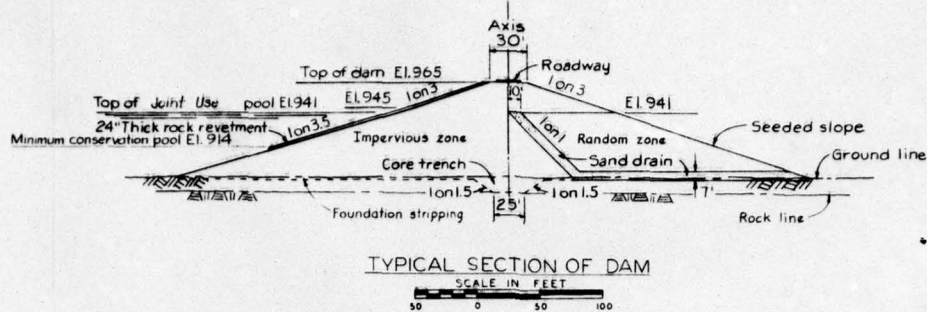 Axis
30'
Top of dam El. 965
Roadway
1 on 3
1 on 3
10'
Top of Joint Use pool El. 941
El. 945
El. 941
24" Thick rock revetment
1 on 3.5
1 on 1
Minimum conservation pool El. 914
Impervious zone
Random zone
Seeded slope
Core trench
Sand drain
Ground line
1 on 1.5
1 on 1.5
7'
Foundation stripping
25'
Rock line
TYPICAL SECTION OF DAM
SCALE IN FEET
50 0 50 100